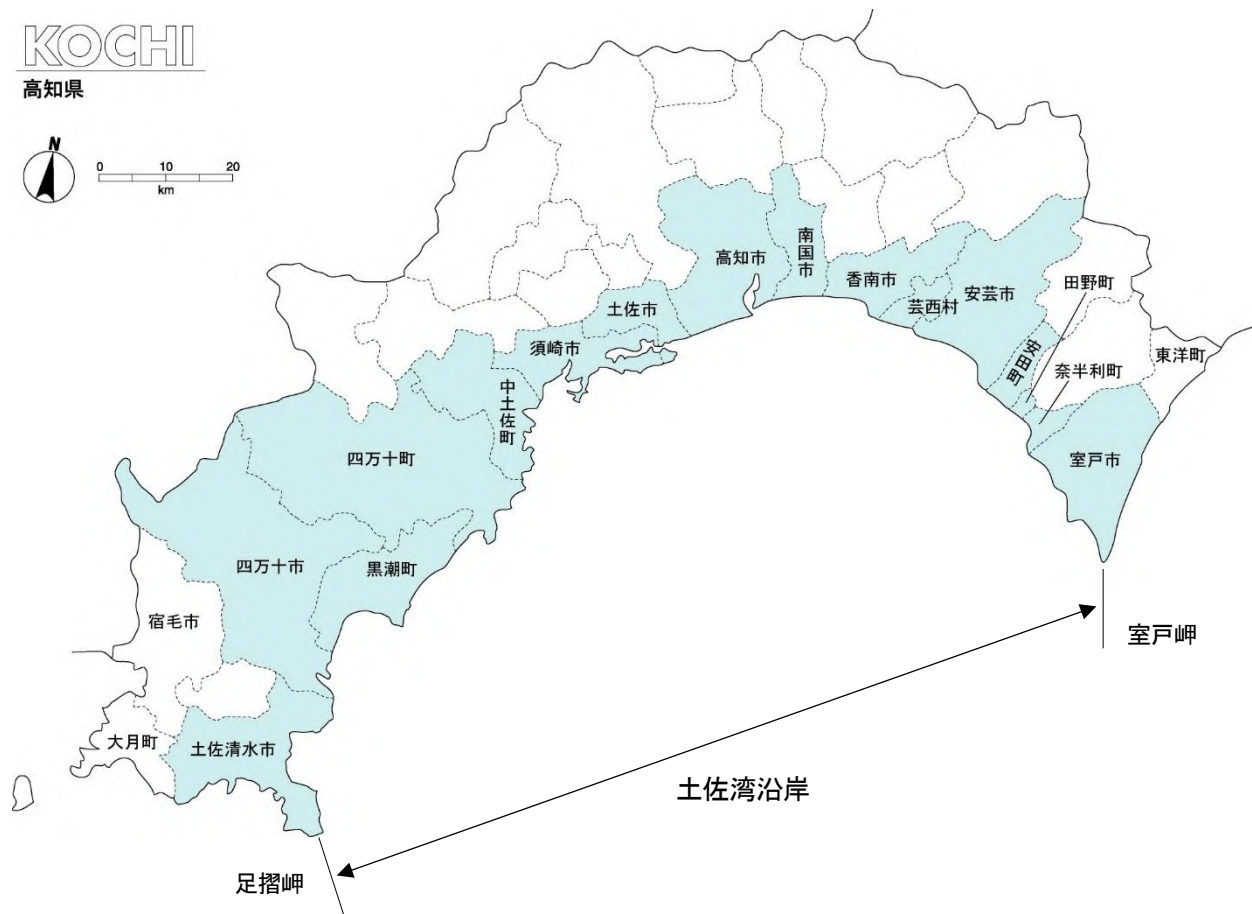 KOCHI
高知県
N
0 10 20
km
高知市
南国市
香南市
芸西村
安芸市
田野町
安田町
奈半利町
東洋町
室戸市
土佐市
須崎市
中土佐町
四万十町
四万十市
黒潮町
宿毛市
大月町
土佐清水市
室戸岬
土佐湾沿岸
足摺岬